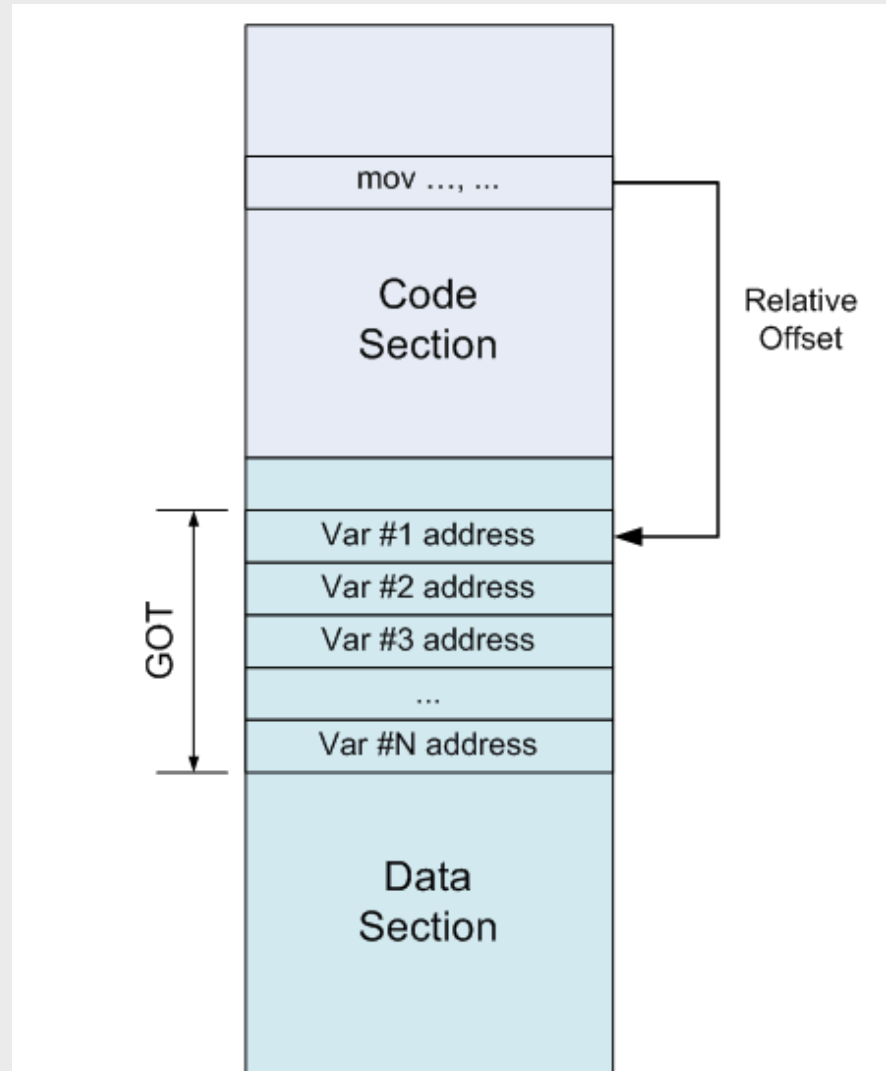 mov ..., ...
Code
Section
Relative
Offset
Var #1 address
Var #2 address
Var #3 address
...
Var #N address
GOT
Data
Section